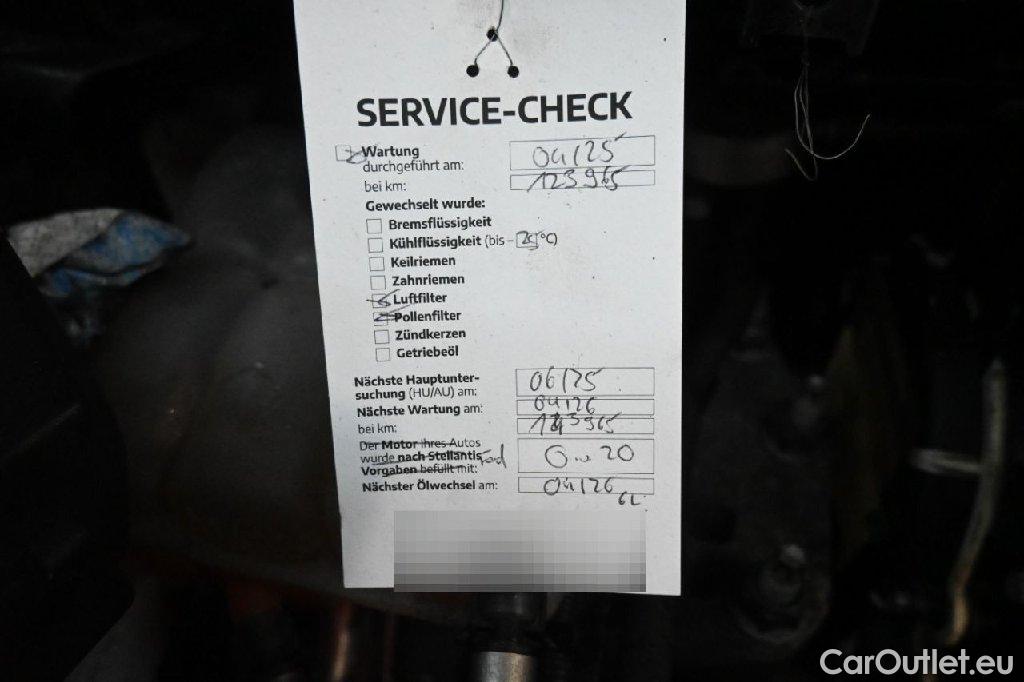 SERVICE-CHECK
Wartung 04/25
durchgeführt am:
bei km: 123965
Gewechselt wurde:
Bremsflüssigkeit
Kühlflüssigkeit (bis - °C)
Keilriemen
Zahnriemen
Luftfilter
Pollenfilter
Zündkerzen
Getriebeöl
Nächste Hauptunter- 06/25
suchung (HU/AU) am:
Nächste Wartung am: 04/26
bei km:
Der Motor Ihres Autos
wurde nach Stellantis Ford 0w20
Vorgaben befüllt mit:
Nächster Ölwechsel am: 04/26
6L
CarOutlet.eu